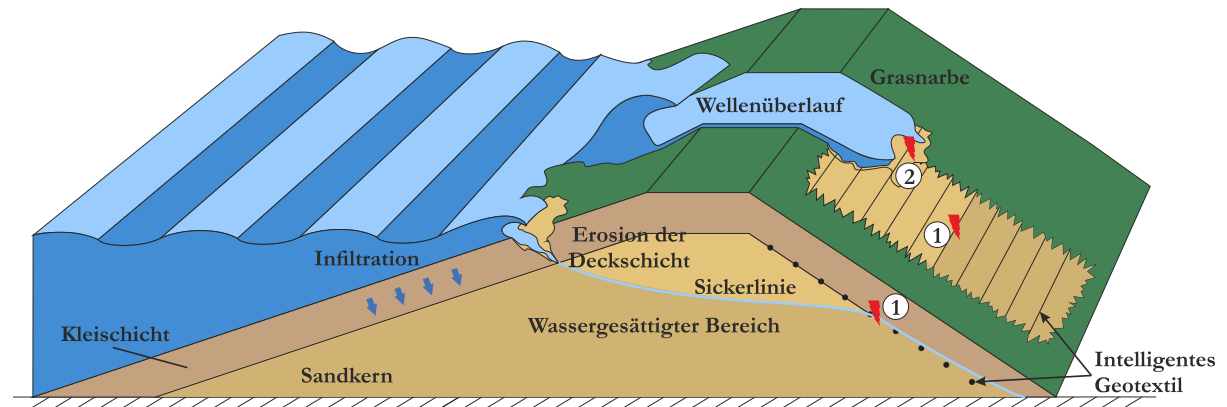 Grasnarbe
Wellenüberlauf
2
1
Erosion der
Deckschicht
Infiltration
Sickerlinie
1
Wassergesättigter Bereich
Kleischicht
Sandkern
Intelligentes
Geotextil